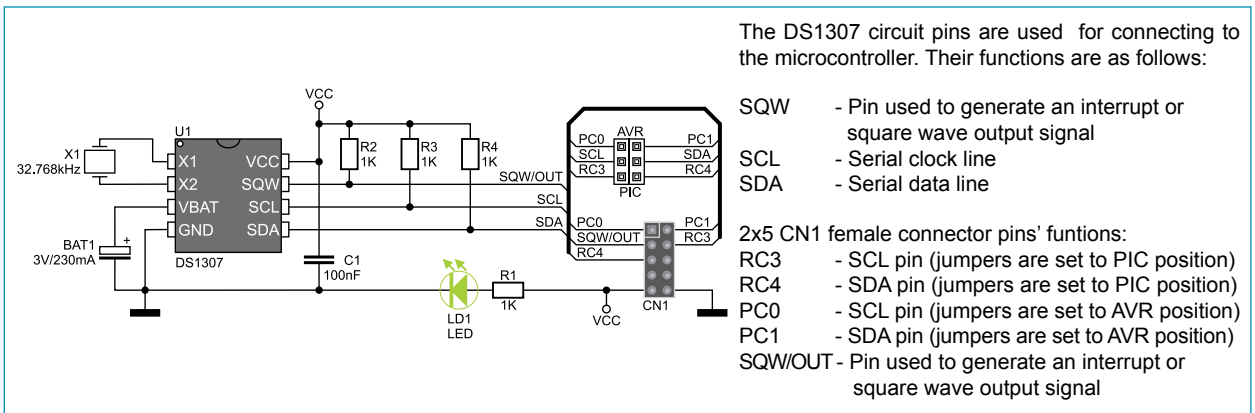 The DS1307 circuit pins are used for connecting to
the microcontroller. Their functions are as follows:
SQW - Pin used to generate an interrupt or
square wave output signal
SCL - Serial clock line
SDA - Serial data line
2x5 CN1 female connector pins' funtions:
RC3 - SCL pin (jumpers are set to PIC position)
RC4 - SDA pin (jumpers are set to PIC position)
PC0 - SCL pin (jumpers are set to AVR position)
PC1 - SDA pin (jumpers are set to AVR position)
SQW/OUT - Pin used to generate an interrupt or
square wave output signal
VCC
U1
X1
32.768kHz
X1 VCC
X2 SQW
VBAT SCL
GND SDA
DS1307
BAT1
3V/230mA
+
R2
1K
R3
1K
R4
1K
C1
100nF
SQW/OUT
SCL
SDA
AVR
PC0 PC1
SCL SDA
RC3 RC4
PIC
PC0 PC1
SQW/OUT RC3
RC4
CN1
LD1
LED
R1
1K
VCC